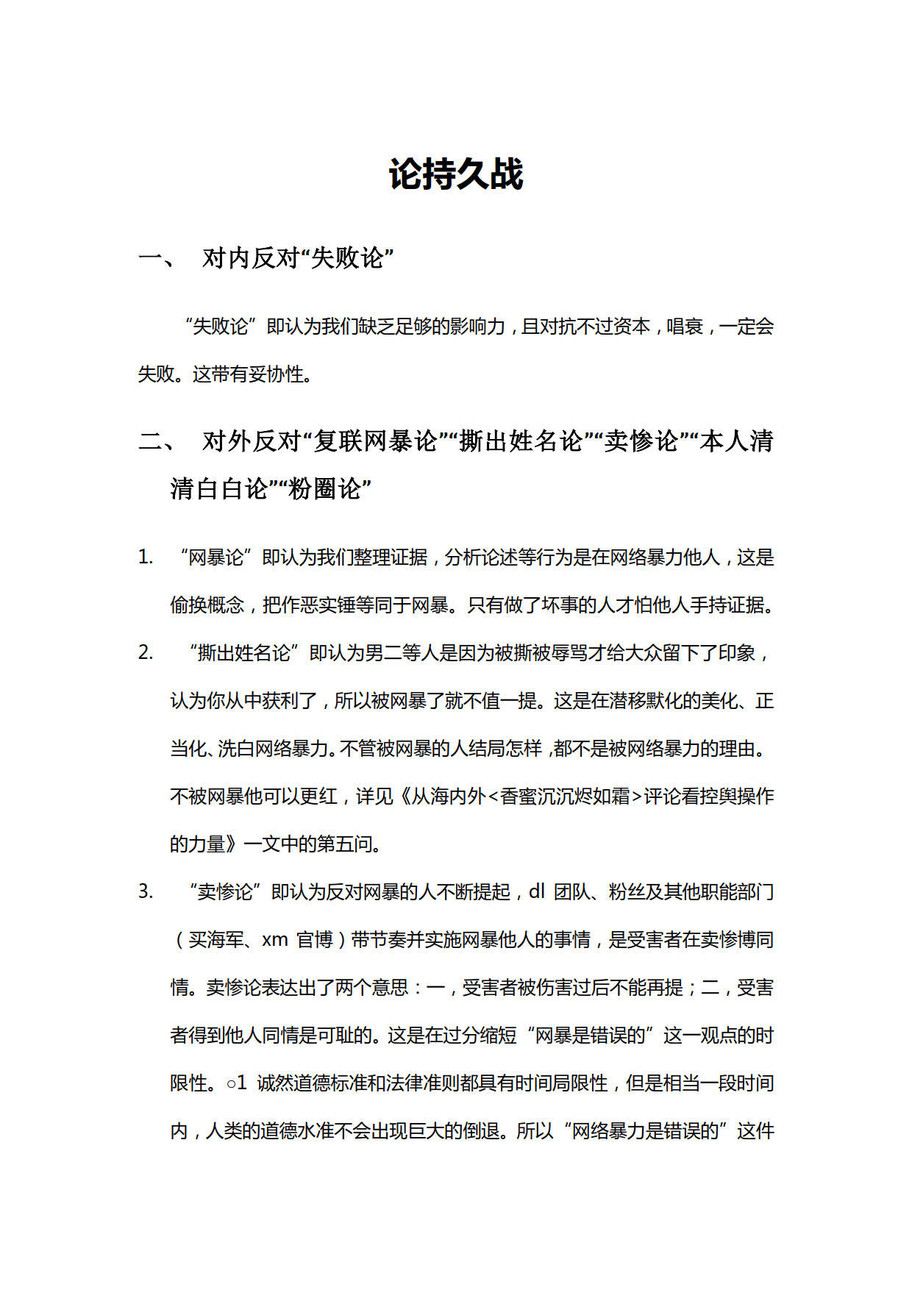 论持久战
一、 对内反对“失败论”
“失败论”即认为我们缺乏足够的影响力，且对抗不过资本，唱衰，一定会
失败。这带有妥协性。
二、 对外反对“复联网暴论”“撕出姓名论”“卖惨论”“本人清
清白白论”“粉圈论”
1. “网暴论”即认为我们整理证据，分析论述等行为是在网络暴力他人，这是
偷换概念，把作恶实锤等同于网暴。只有做了坏事的人才怕他人手持证据。
2. “撕出姓名论”即认为男二等人是因为被撕被辱骂才给大众留下了印象，
认为你从中获利了，所以被网暴了就不值一提。这是在潜移默化的美化、正
当化、洗白网络暴力。不管被网暴的人结局怎样，都不是被网络暴力的理由。
不被网暴他可以更红，详见《从海内外<香蜜沉沉烬如霜>评论看控舆操作
的力量》一文中的第五问。
3. “卖惨论”即认为反对网暴的人不断提起，dl 团队、粉丝及其他职能部门
（买海军、xm 官博）带节奏并实施网暴他人的事情，是受害者在卖惨博同
情。卖惨论表达出了两个意思：一，受害者被伤害过后不能再提；二，受害
者得到他人同情是可耻的。这是在过分缩短“网暴是错误的”这一观点的时
限性。○1 诚然道德标准和法律准则都具有时间局限性，但是相当一段时间
内，人类的道德水准不会出现巨大的倒退。所以“网络暴力是错误的”这件